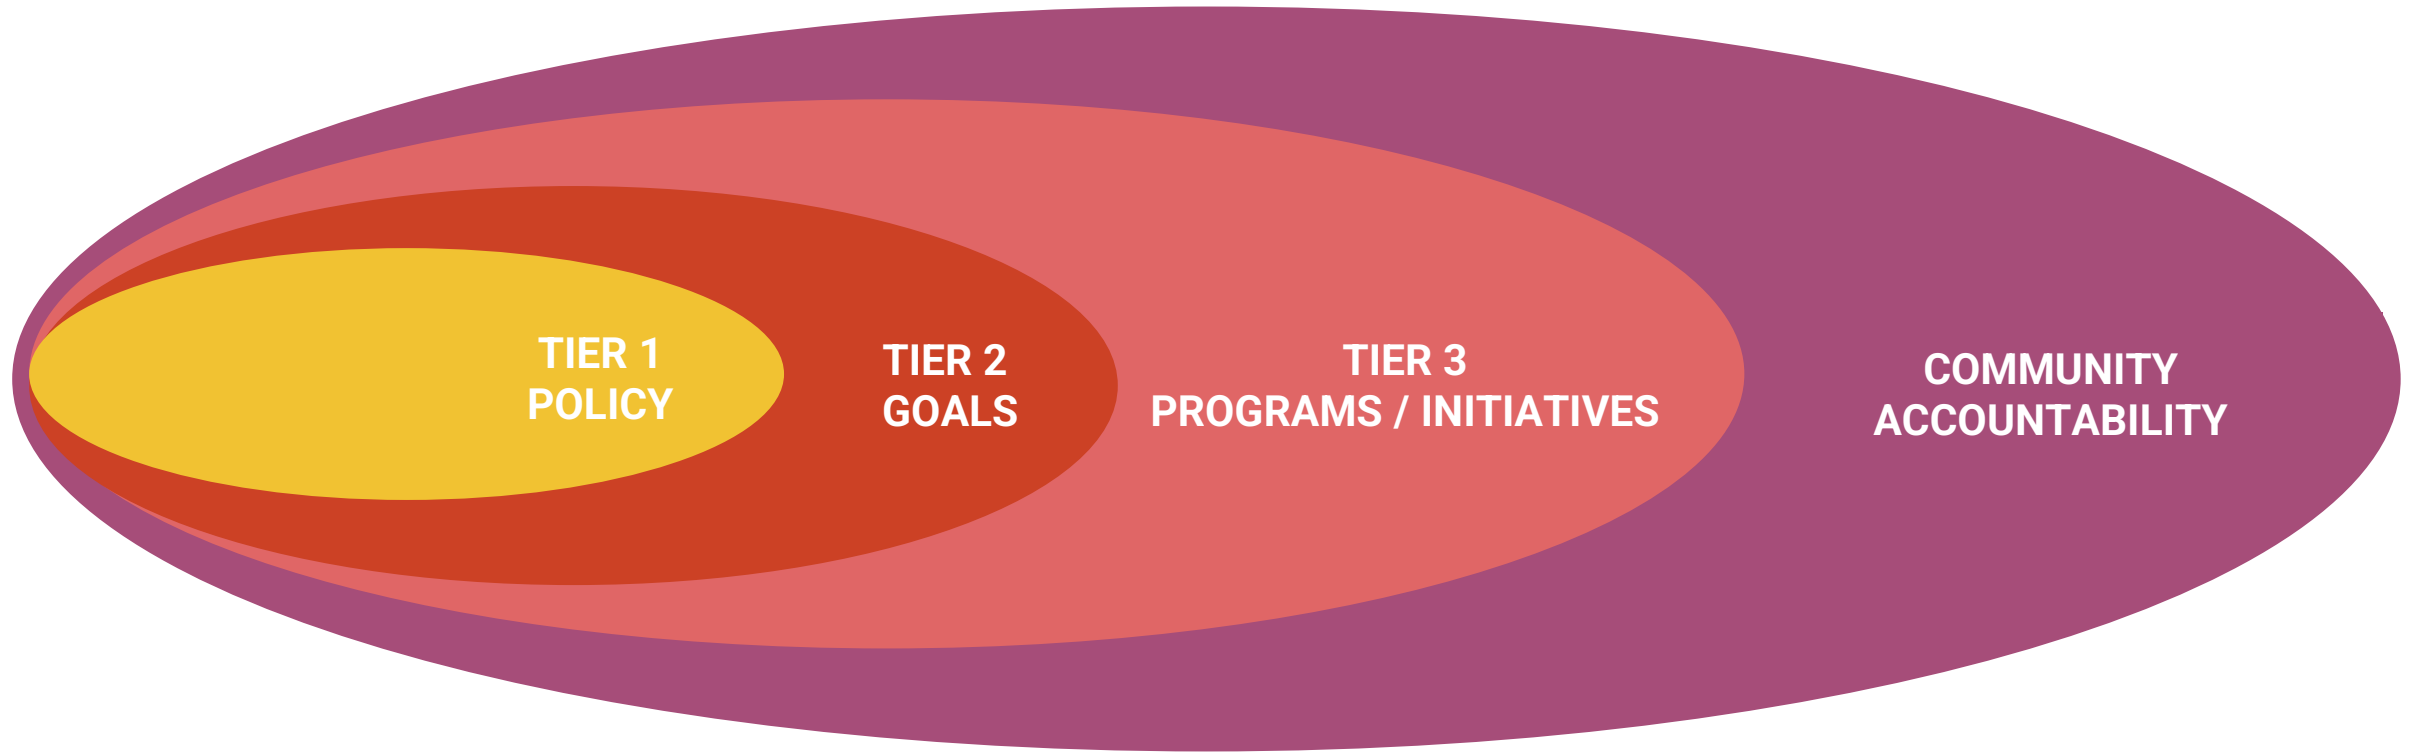 TIER 1
POLICY
TIER 2
GOALS
TIER 3
PROGRAMS / INITIATIVES
COMMUNITY
ACCOUNTABILITY